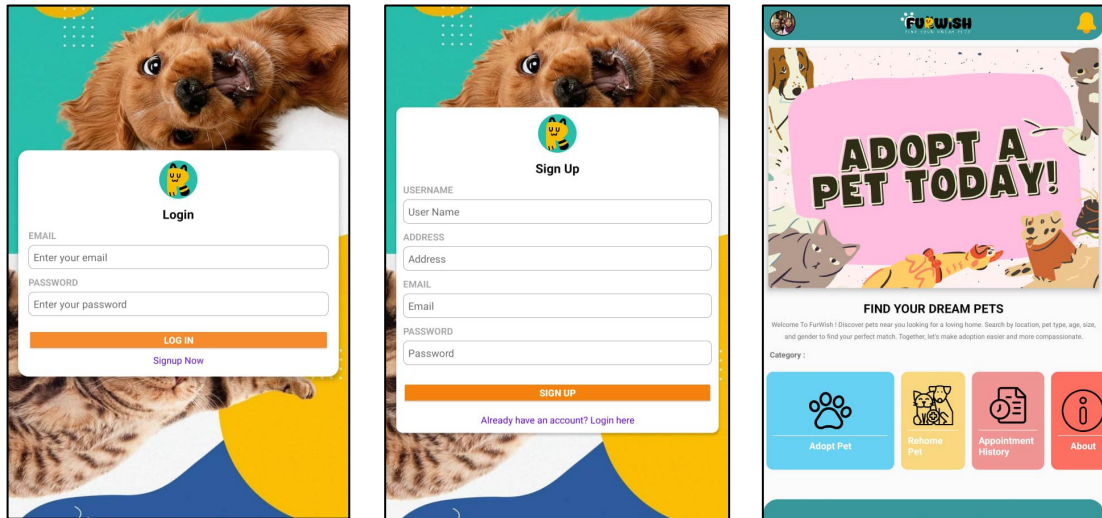 Login
EMAIL
Enter your email
PASSWORD
Enter your password
LOG IN
Signup Now
Sign Up
USERNAME
User Name
ADDRESS
Address
EMAIL
Email
PASSWORD
Password
SIGN UP
Already have an account? Login here
FURWISH
FIND YOUR DREAM PETS
ADOPT A
PET TODAY!
FIND YOUR DREAM PETS
Welcome To FurWish ! Discover pets near you looking for a loving home. Search by location, pet type, age, size,
and gender to find your perfect match. Together, let's make adoption easier and more compassionate.
Category :
Adopt Pet
Rehome
Pet
Appointment
History
About